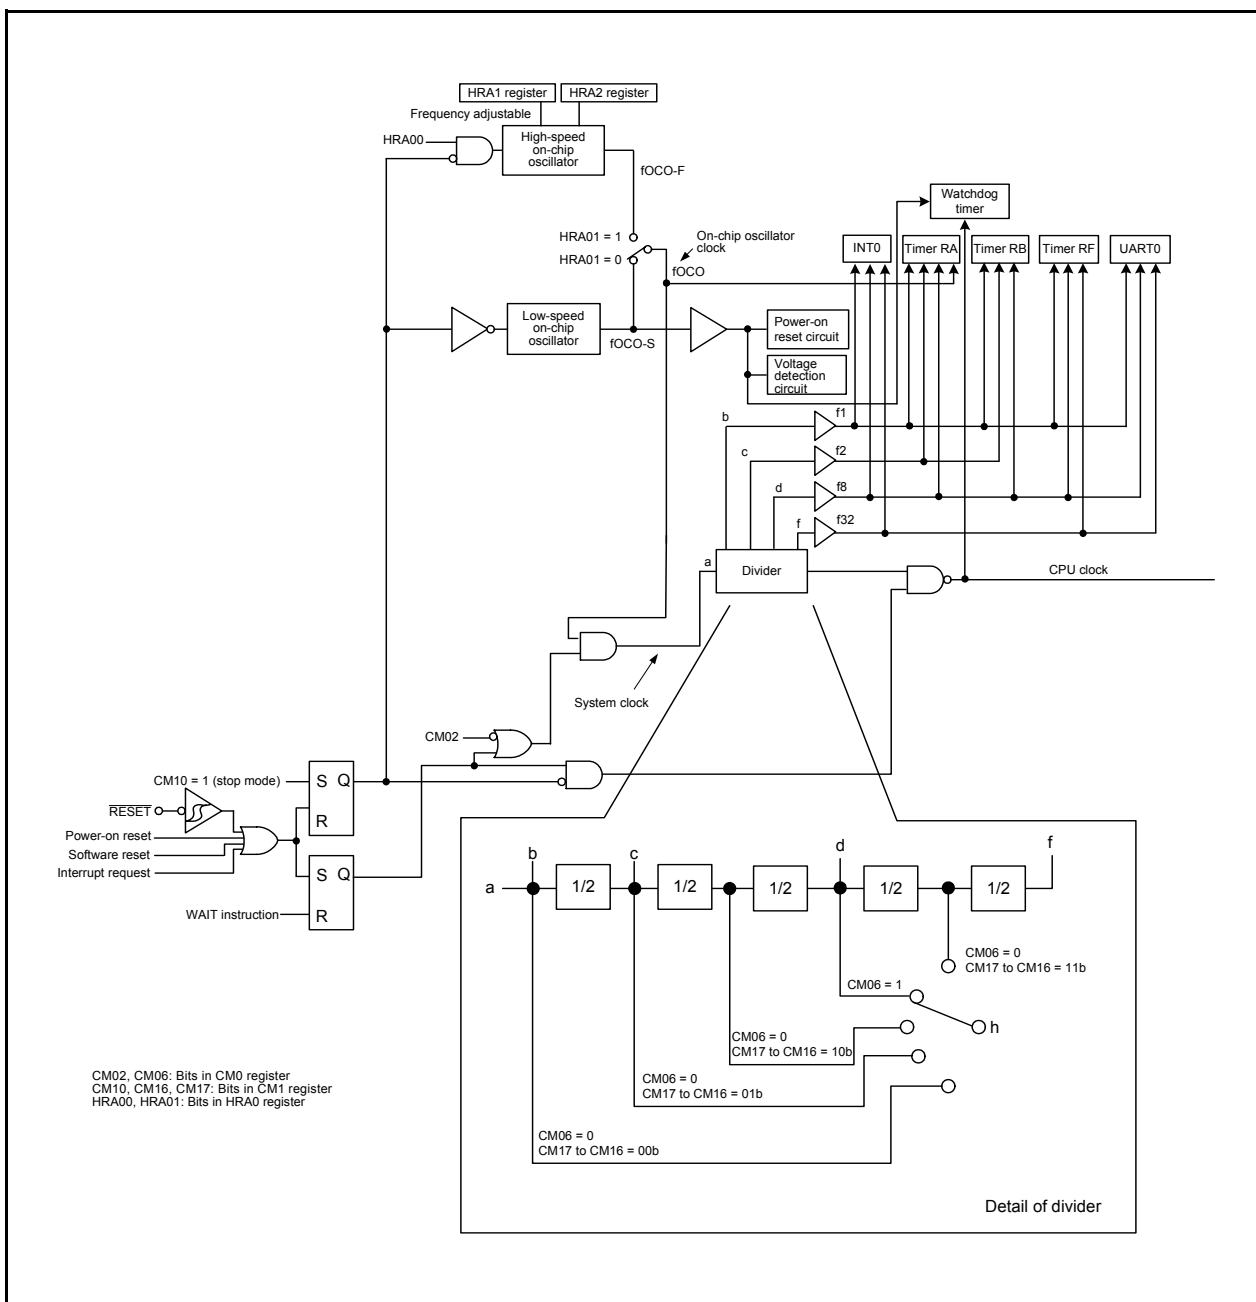 HRA1 register
HRA2 register
Frequency adjustable
HRA00
High-speed
on-chip
oscillator
fOCO-F
Watchdog
timer
HRA01 = 1
On-chip oscillator
clock
HRA01 = 0
fOCO
INT0
Timer RA
Timer RB
Timer RF
UART0
Low-speed
on-chip
oscillator
fOCO-S
Power-on
reset circuit
Voltage
detection
circuit
b
f1
c
f2
d
f8
f
f32
a
Divider
CPU clock
System clock
CM02
CM10 = 1 (stop mode)
S Q
R
RESET
Power-on reset
Software reset
Interrupt request
S Q
R
WAIT instruction
b
c
d
f
a
1/2
1/2
1/2
1/2
1/2
CM06 = 0
CM17 to CM16 = 11b
CM06 = 1
h
CM06 = 0
CM17 to CM16 = 10b
CM06 = 0
CM17 to CM16 = 01b
CM06 = 0
CM17 to CM16 = 00b
CM02, CM06: Bits in CM0 register
CM10, CM16, CM17: Bits in CM1 register
HRA00, HRA01: Bits in HRA0 register
Detail of divider